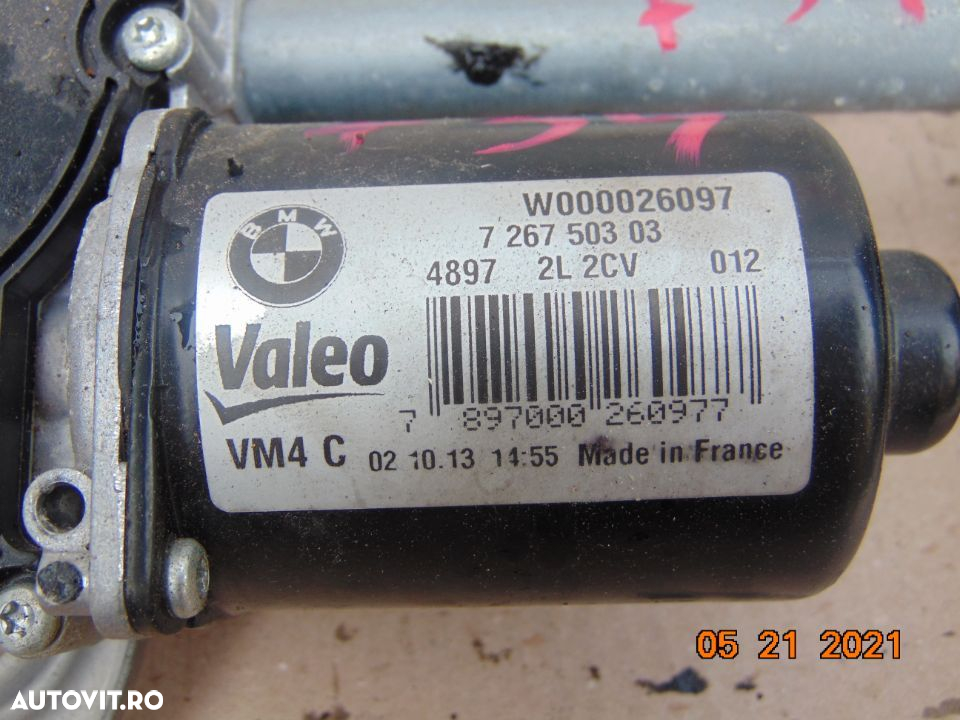 W000026097
7 267 503 03
4897 2L 2CV 012
BMW
Valeo
7 897000 260977
VM4 C 02 10.13 14:55 Made in France
05 21 2021
AUTOVIT.RO